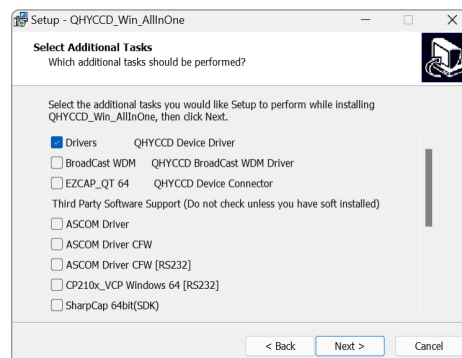 Setup - QHYCCD_Win_AllInOne
Select Additional Tasks
Which additional tasks should be performed?
Select the additional tasks you would like Setup to perform while installing
QHYCCD_Win_AllInOne, then click Next.
Drivers QHYCCD Device Driver
BroadCast WDM QHYCCD BroadCast WDM Driver
EZCAP_QT 64 QHYCCD Device Connector
Third Party Software Support (Do not check unless you have soft installed)
ASCOM Driver
ASCOM Driver CFW
ASCOM Driver CFW [RS232]
CP210x_VCP Windows 64 [RS232]
SharpCap 64bit(SDK)
< Back Next > Cancel